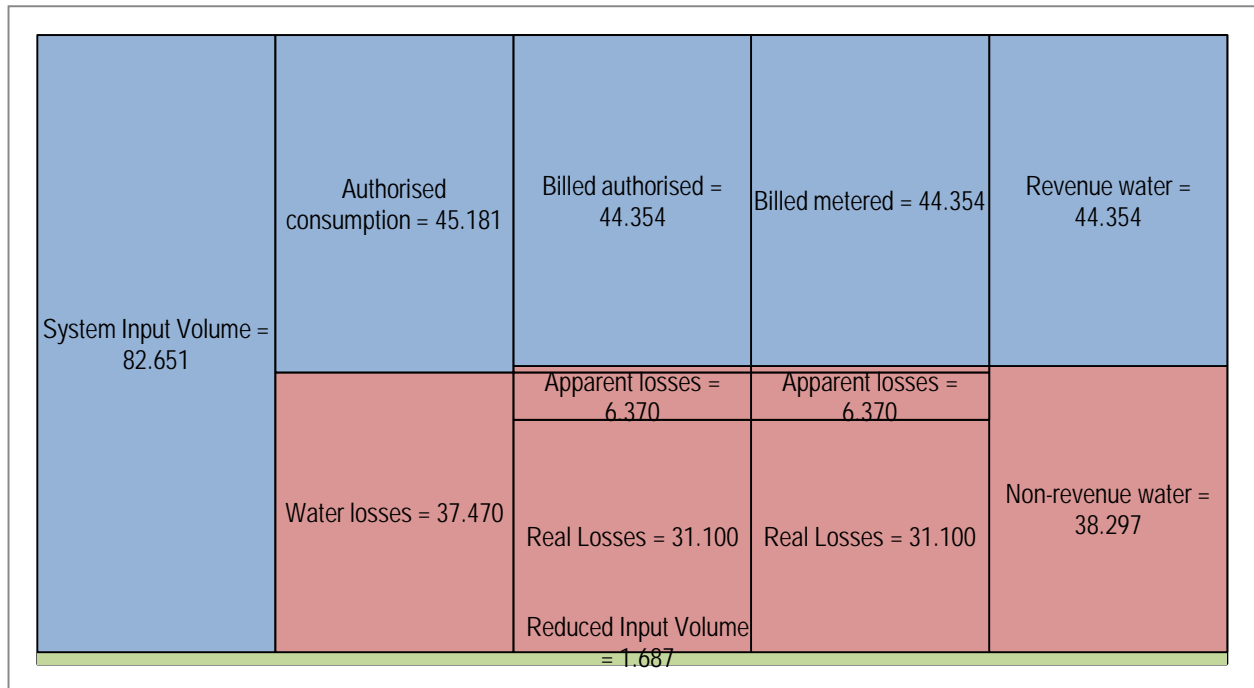 System Input Volume =
82.651
Authorised
consumption = 45.181
Water losses = 37.470
Billed authorised =
44.354
Apparent losses =
6.370
Real Losses = 31.100
Reduced Input Volume
= 1.687
Billed metered = 44.354
Apparent losses =
6.370
Real Losses = 31.100
Revenue water =
44.354
Non-revenue water =
38.297